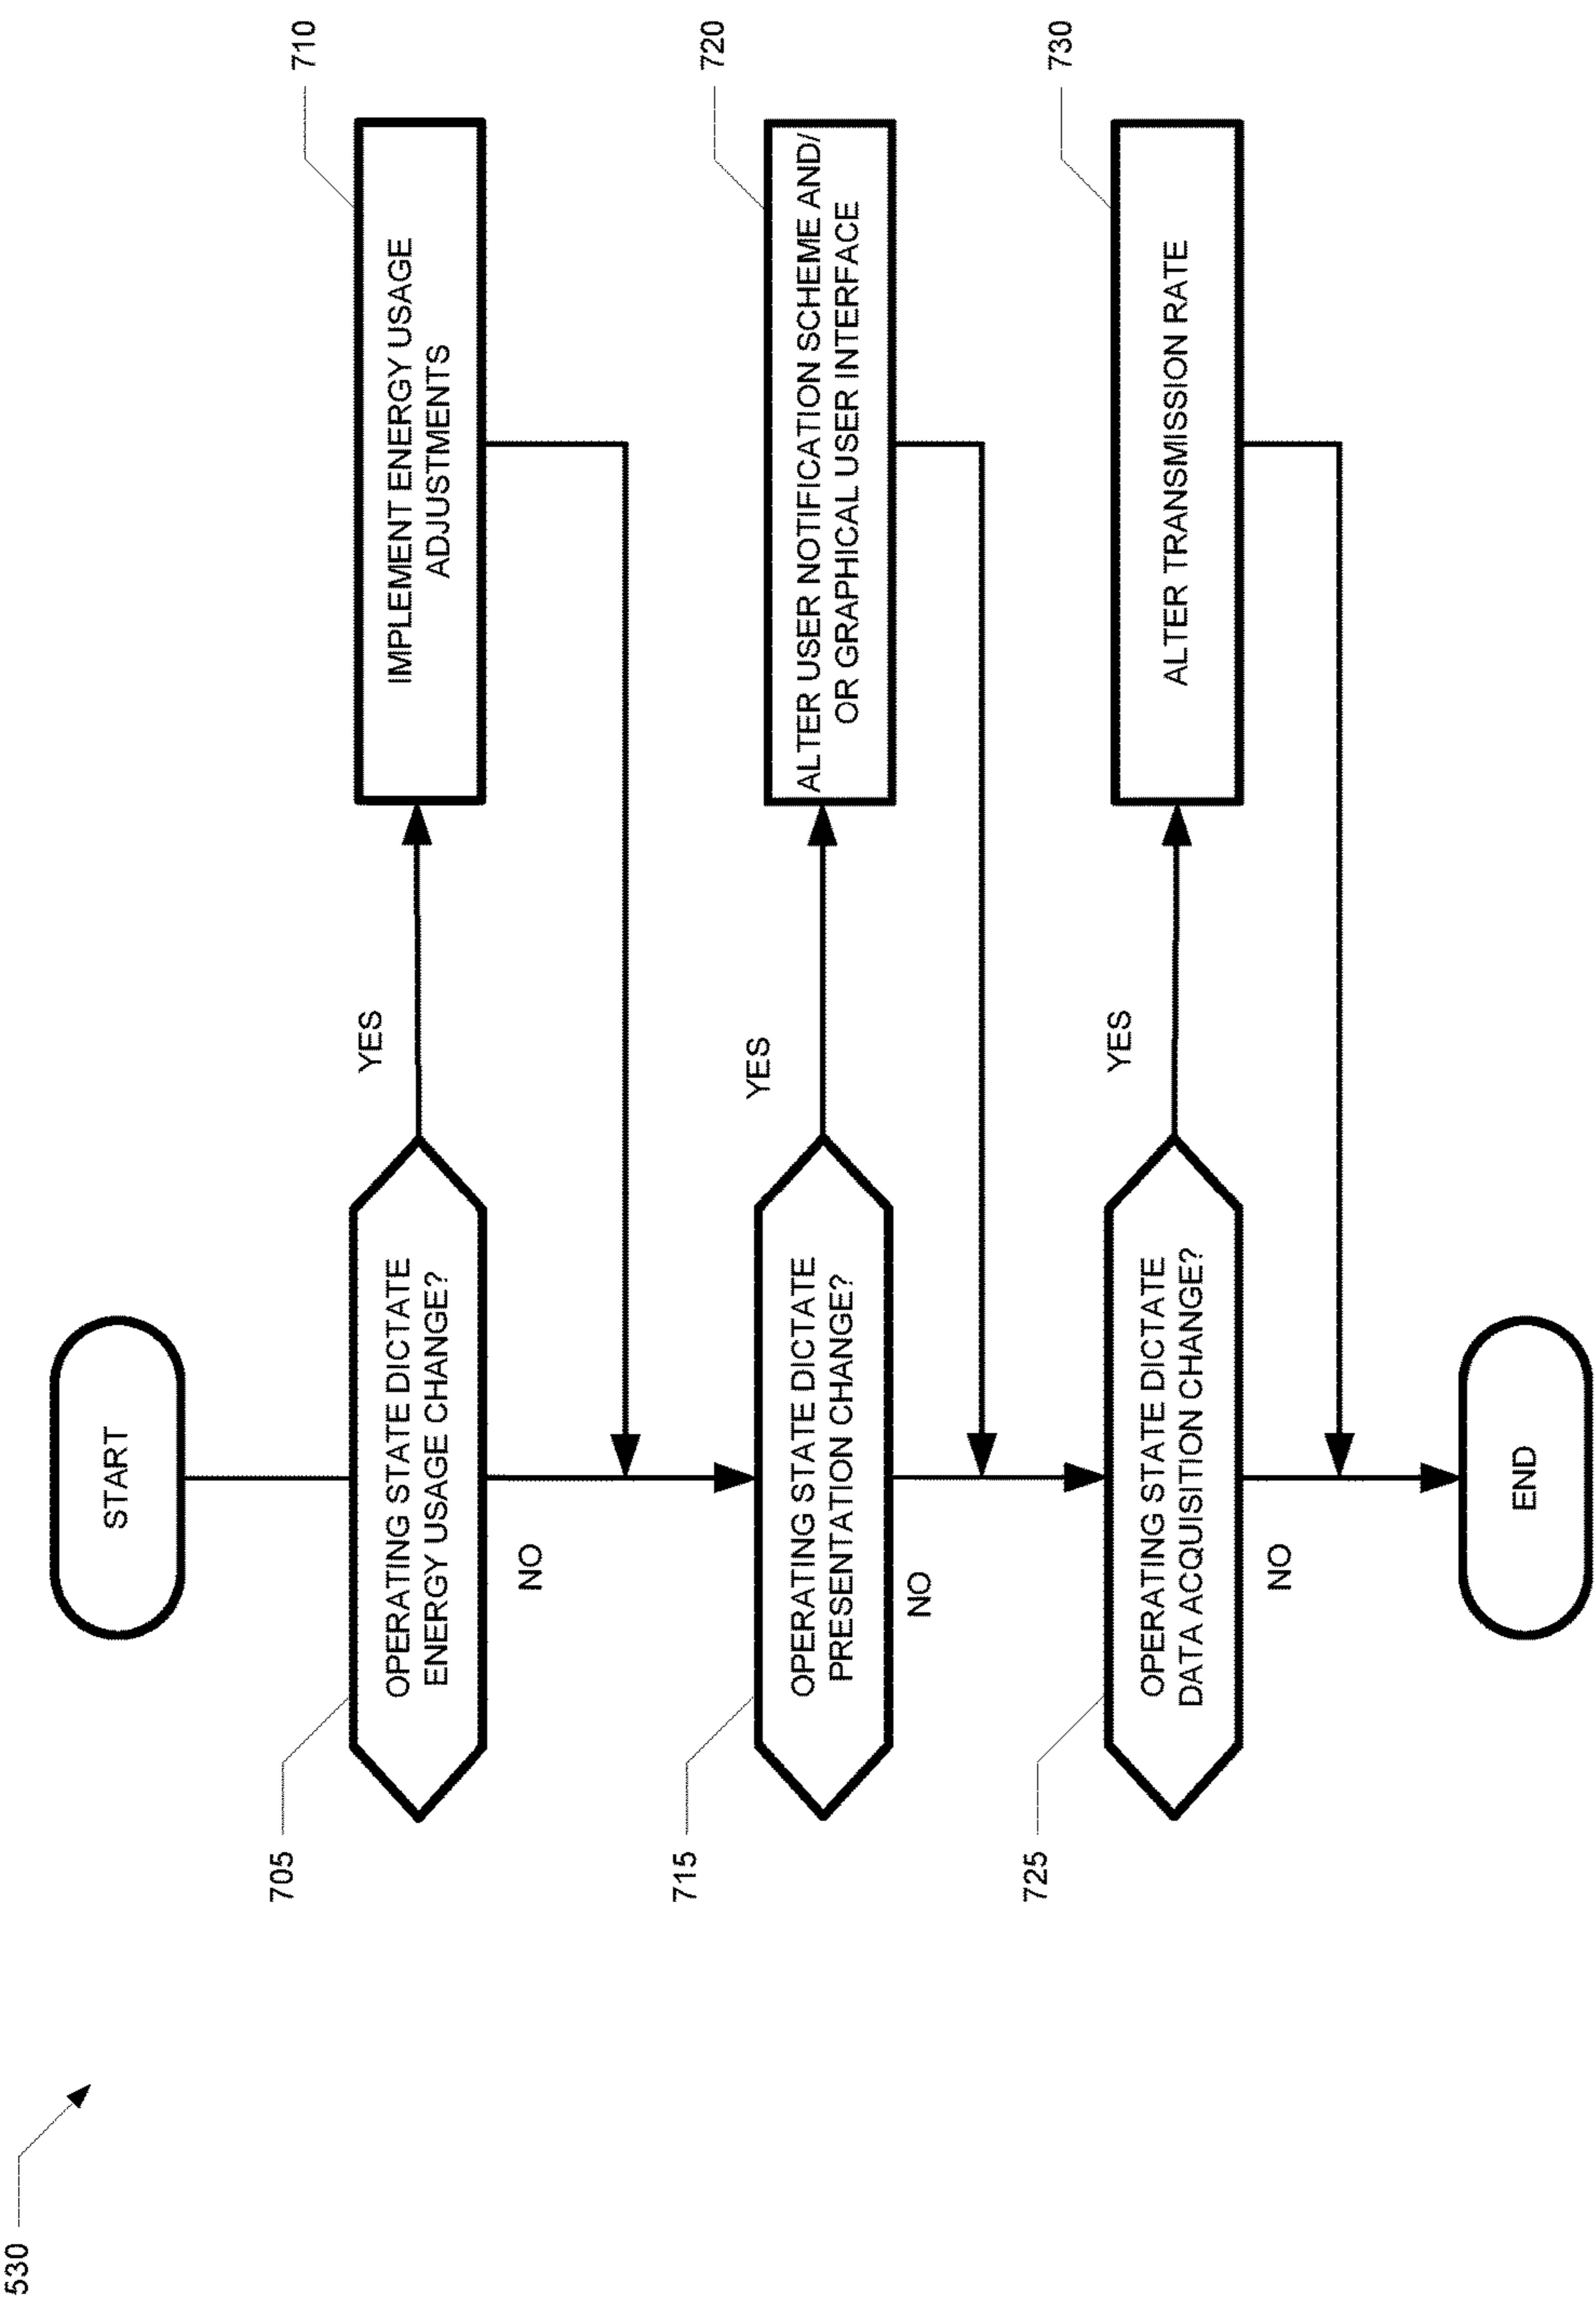 530
START
705
OPERATING STATE DICTATE
ENERGY USAGE CHANGE?
YES
NO
710
IMPLEMENT ENERGY USAGE
ADJUSTMENTS
715
OPERATING STATE DICTATE
PRESENTATION CHANGE?
YES
NO
720
ALTER USER NOTIFICATION SCHEME AND/
OR GRAPHICAL USER INTERFACE
725
OPERATING STATE DICTATE
DATA ACQUISITION CHANGE?
YES
NO
730
ALTER TRANSMISSION RATE
END